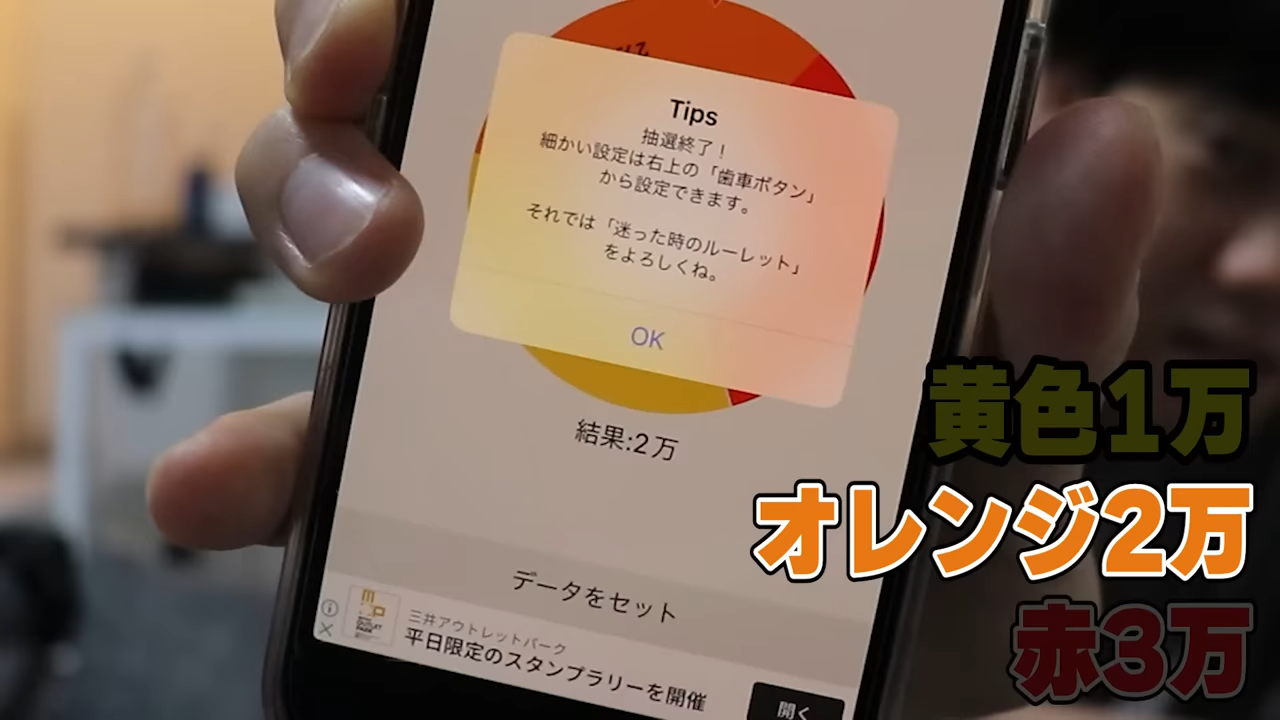 Tips
抽選終了！
細かい設定は右上の「歯車ボタン」
から設定できます。
それでは「迷った時のルーレット」
をよろしくね。
OK
結果:2万
黄色1万
オレンジ2万
赤3万
データをセット
三井アウトレットパーク
平日限定のスタンプラリーを開催
開く